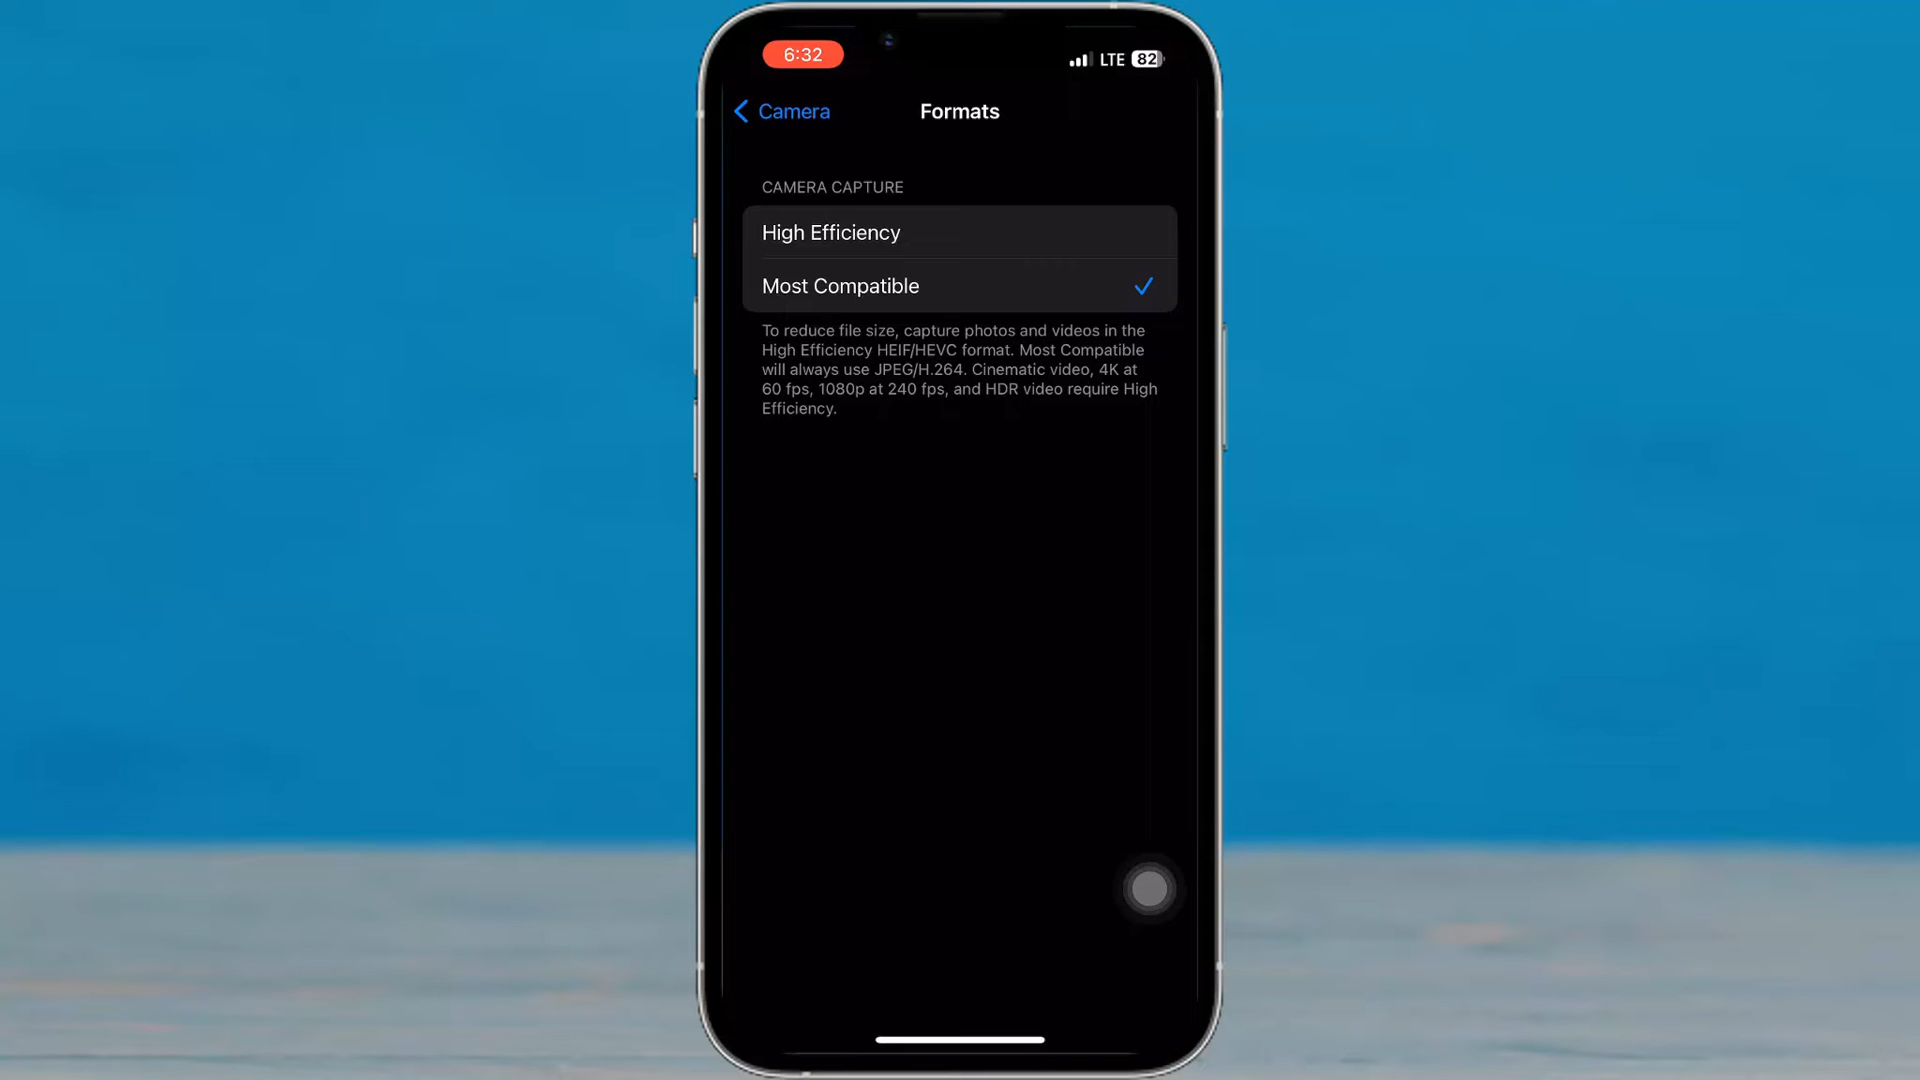 6:32
LTE 82
Camera
Formats
CAMERA CAPTURE
High Efficiency
Most Compatible
To reduce file size, capture photos and videos in the
High Efficiency HEIF/HEVC format. Most Compatible
will always use JPEG/H.264. Cinematic video, 4K at
60 fps, 1080p at 240 fps, and HDR video require High
Efficiency.